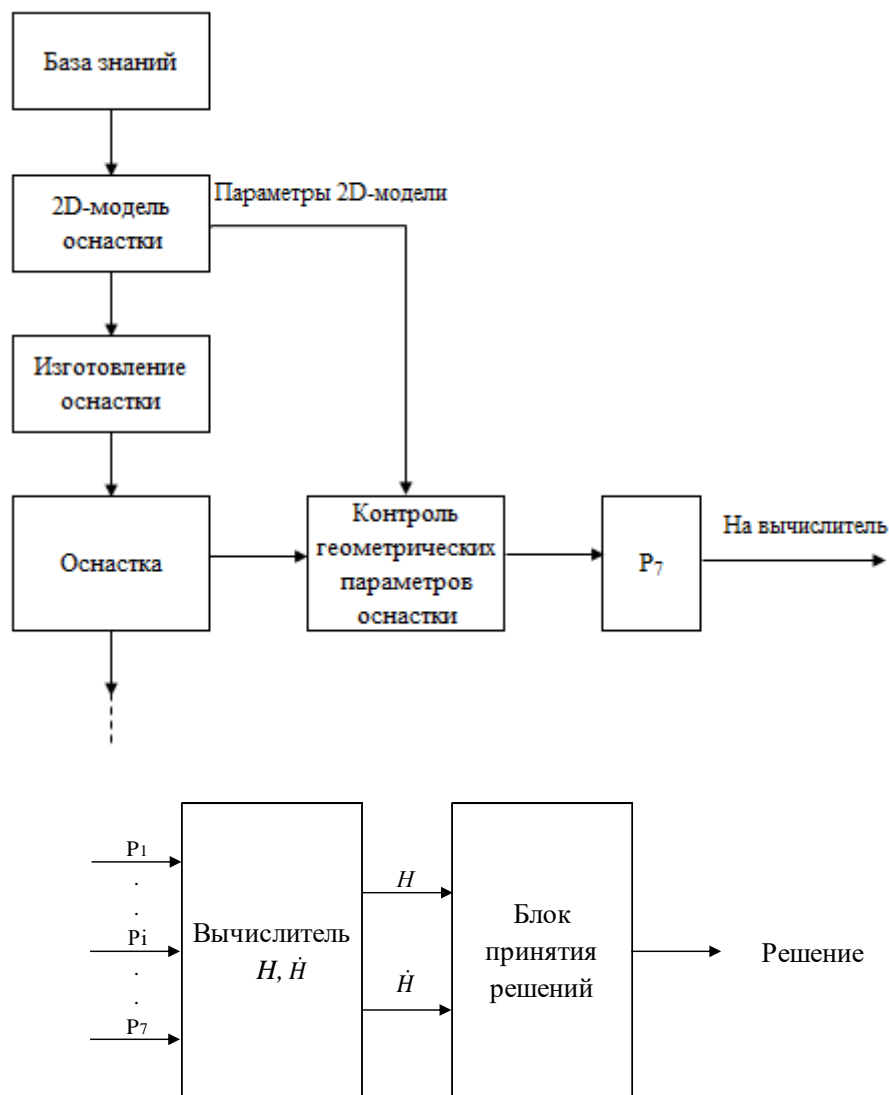 База знаний
2D-модель
оснастки
Параметры 2D-модели
Изготовление
оснастки
Оснастка
Контроль
геометрических
параметров
оснастки
P7
На вычислитель
P1
.
.
Pi
.
.
P7
Вычислитель
H, Ḣ
H
Ḣ
Блок
принятия
решений
Решение